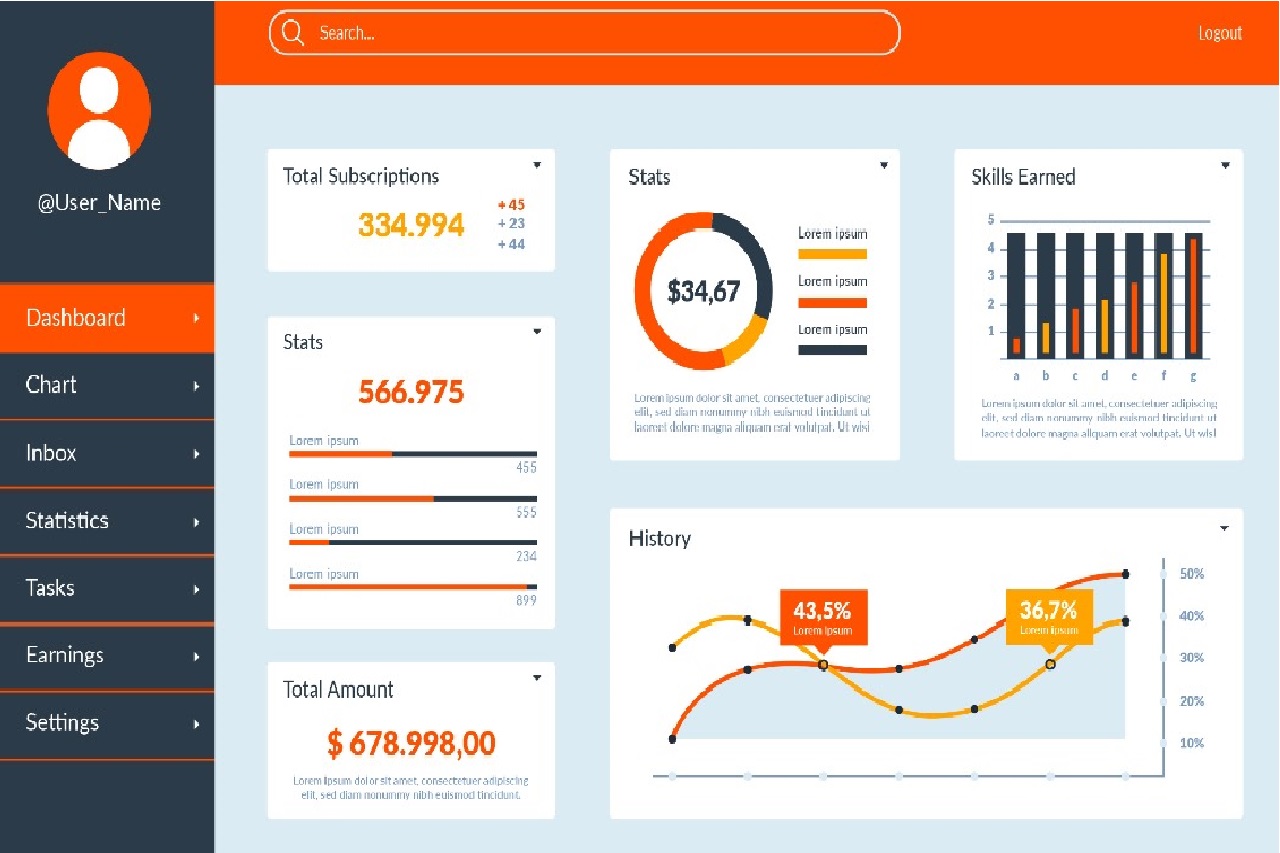 Search...
Logout
@User_Name
Dashboard
Chart
Inbox
Statistics
Tasks
Earnings
Settings
Total Subscriptions
334.994
+45
+23
+44
Stats
566.975
Lorem ipsum
455
Lorem ipsum
555
Lorem ipsum
234
Lorem ipsum
899
Total Amount
$ 678.998,00
Lorem ipsum dolor sit amet, consectetuer adipiscing
elit, sed diam nonummy nibh euismod tincidunt.
Stats
$34,67
Lorem ipsum
Lorem ipsum
Lorem ipsum
Lorem ipsum dolor sit amet, consectetuer adipiscing
elit, sed diam nonummy nibh euismod tincidunt ut
laoreet dolore magna aliquam erat volutpat. Ut wisi
Skills Earned
5
4
3
2
1
a b c d e f g
Lorem ipsum dolor sit amet, consectetuer adipiscing
elit, sed diam nonummy nibh euismod tincidunt ut
laoreet dolore magna aliquam erat volutpat. Ut wisi
History
43,5%
Lorem ipsum
36,7%
Lorem ipsum
50%
40%
30%
20%
10%